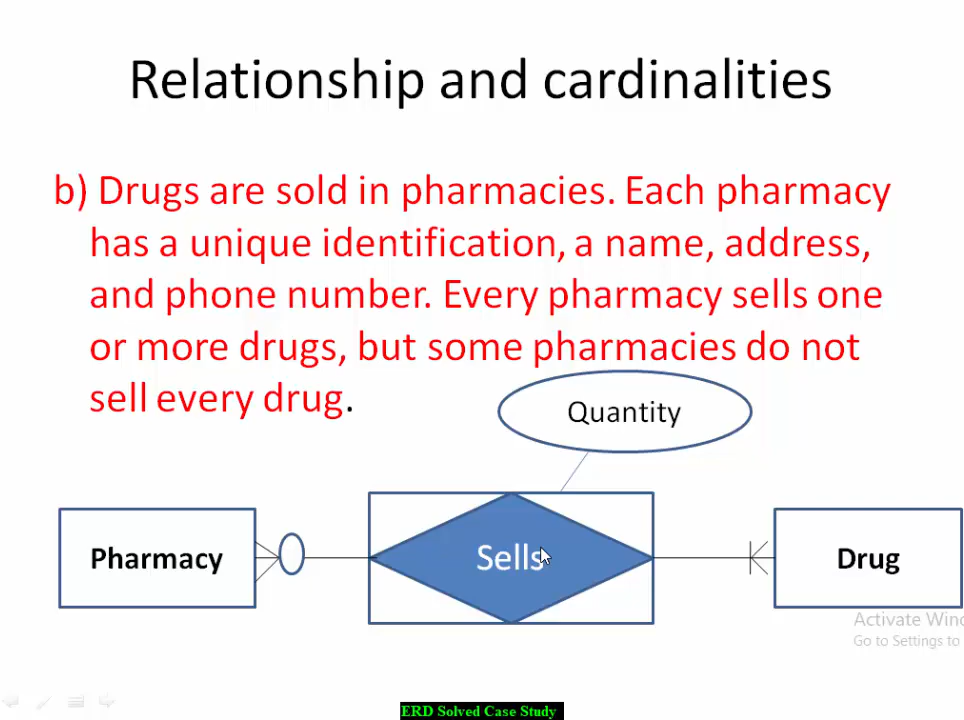 Relationship and cardinalities
b) Drugs are sold in pharmacies. Each pharmacy
has a unique identification, a name, address,
and phone number. Every pharmacy sells one
or more drugs, but some pharmacies do not
sell every drug.
Quantity
Pharmacy
Sells
Drug
Activate Win
Go to Settings to
ERD Solved Case Study